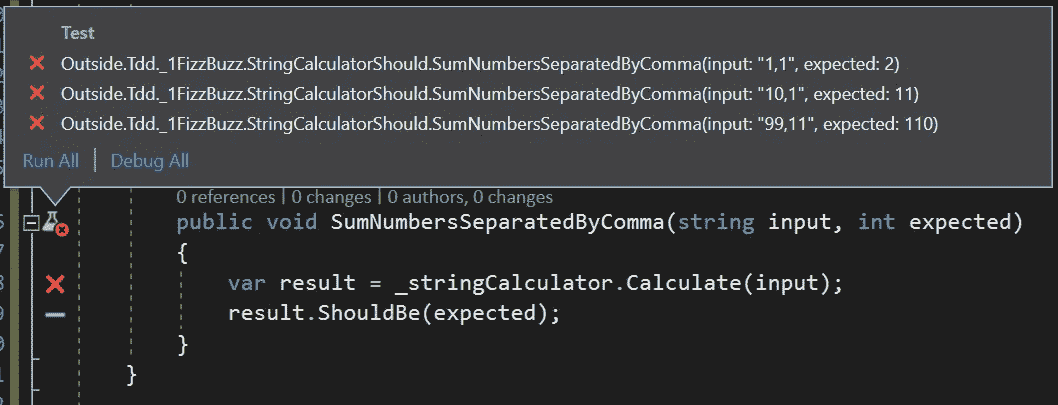 Test
Outside.Tdd._1FizzBuzz.StringCalculatorShould.SumNumbersSeparatedByComma(input: "1,1", expected: 2)
Outside.Tdd._1FizzBuzz.StringCalculatorShould.SumNumbersSeparatedByComma(input: "10,1", expected: 11)
Outside.Tdd._1FizzBuzz.StringCalculatorShould.SumNumbersSeparatedByComma(input: "99,11", expected: 110)
Run All | Debug All
0 references | 0 changes | 0 authors, 0 changes
public void SumNumbersSeparatedByComma(string input, int expected)
{
var result = _stringCalculator.Calculate(input);
result.ShouldBe(expected);
}
}